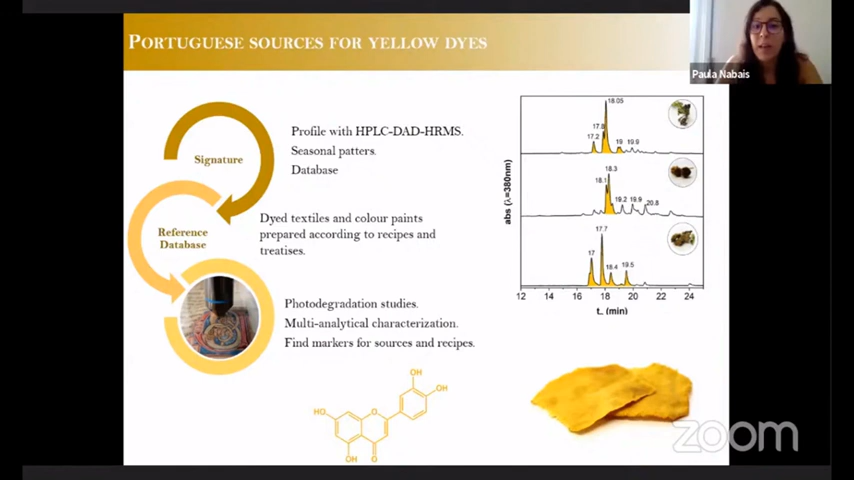 PORTUGUESE SOURCES FOR YELLOW DYES
Paula Nabais
Signature
Profile with HPLC-DAD-HRMS.
Seasonal patters.
Database
Reference
Database
Dyed textiles and colour paints
prepared according to recipes and
treatises.
Photodegradation studies.
Multi-analytical characterization.
Find markers for sources and recipes.
abs (λ=380nm)
18.05
17.8
17.2
19
19.9
18.3
18.1
19.2
19.9
20.8
17.7
17
18.4
19.5
12 14 16 18 20 22 24
t, (min)
OH
OH
HO
O
OH
O
zoom